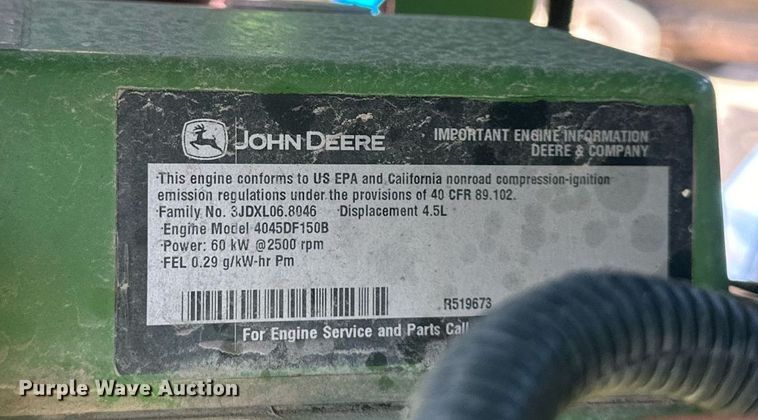 JOHN DEERE
IMPORTANT ENGINE INFORMATION
DEERE & COMPANY
This engine conforms to US EPA and California nonroad compression-ignition
emission regulations under the provisions of 40 CFR 89.102.
Family No. 3JDXL06.8046 Displacement 4.5L
Engine Model 4045DF150B
Power: 60 kW @2500 rpm
FEL 0.29 g/kW-hr Pm
R519673
For Engine Service and Parts Call
Purple Wave Auction